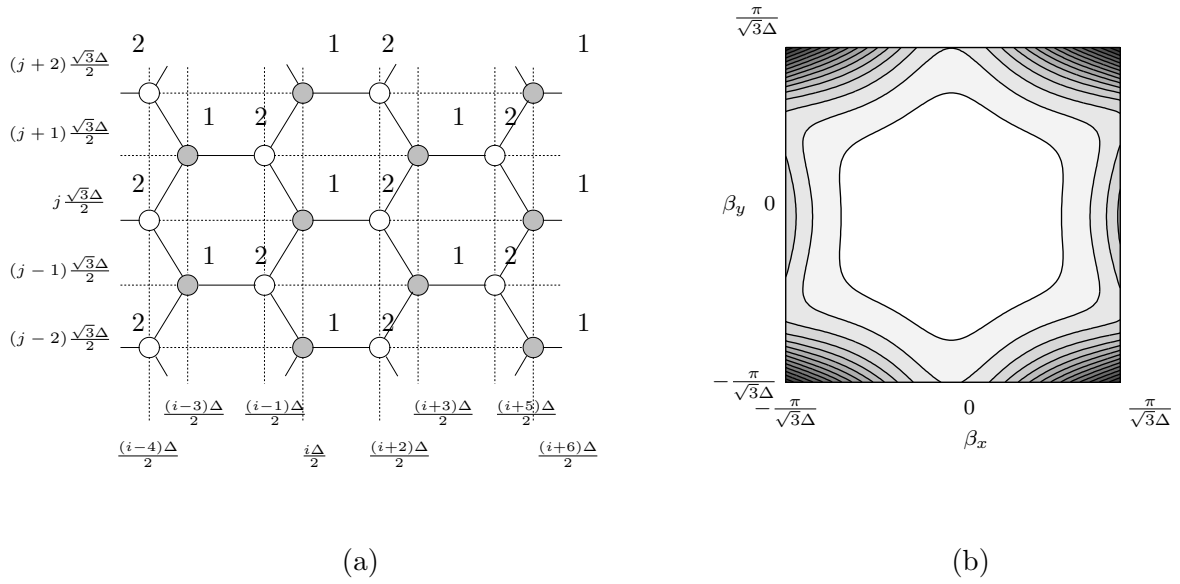 2 1 2 1
(j + 2) √3Δ/2
1 2 1 2
(j + 1) √3Δ/2
2 1 2 1
j √3Δ/2
1 2 1 2
(j − 1) √3Δ/2
2 1 2 1
(j − 2) √3Δ/2
(i−3)Δ/2 (i−1)Δ/2 (i+3)Δ/2 (i+5)Δ/2
(i−4)Δ/2 iΔ/2 (i+2)Δ/2 (i+6)Δ/2
(a)
π/√3Δ
β_y 0
−π/√3Δ
−π/√3Δ 0 π/√3Δ
β_x
(b)